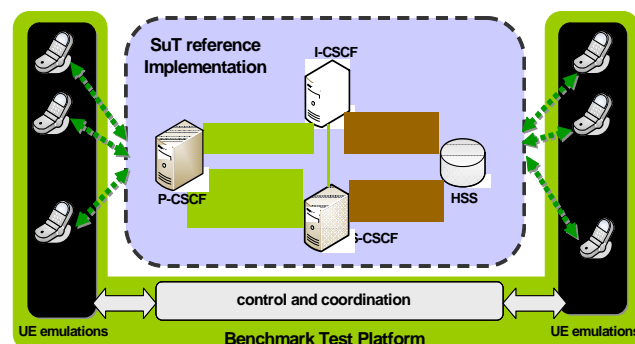 SuT reference
Implementation
I-CSCF
P-CSCF
HSS
S-CSCF
control and coordination
UE emulations
UE emulations
Benchmark Test Platform